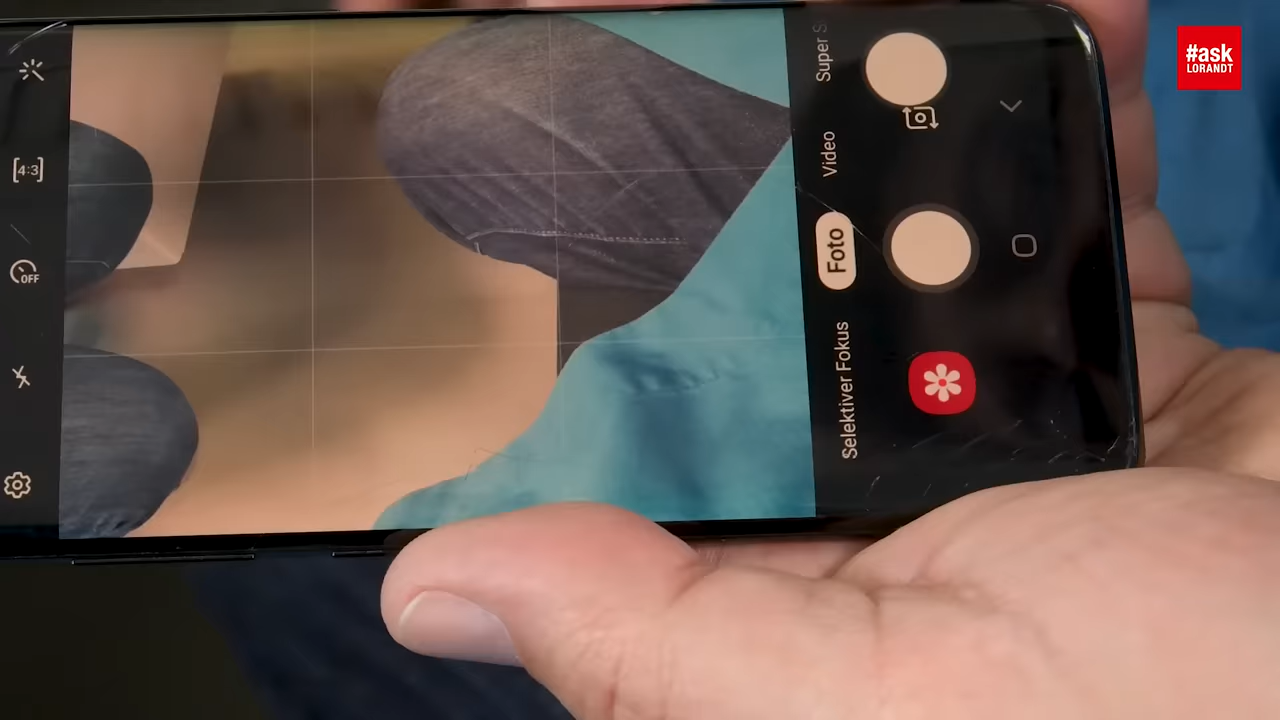 #ask
LORANDT
4:3
OFF
Super S
Video
Foto
Selektiver Fokus